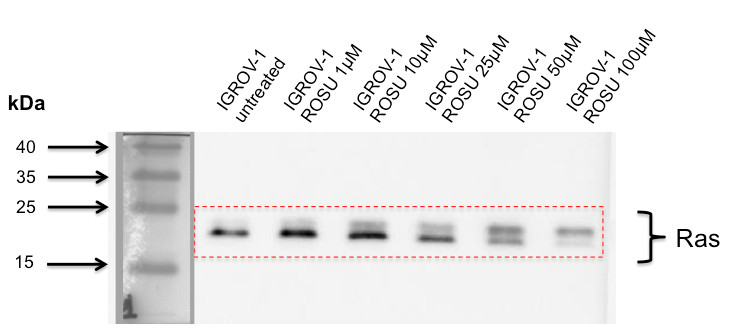 IGROV-1
untreated
IGROV-1
ROSU 1µM
IGROV-1
ROSU 10µM
IGROV-1
ROSU 25µM
IGROV-1
ROSU 50µM
IGROV-1
ROSU 100µM
kDa
40
35
25
15
Ras